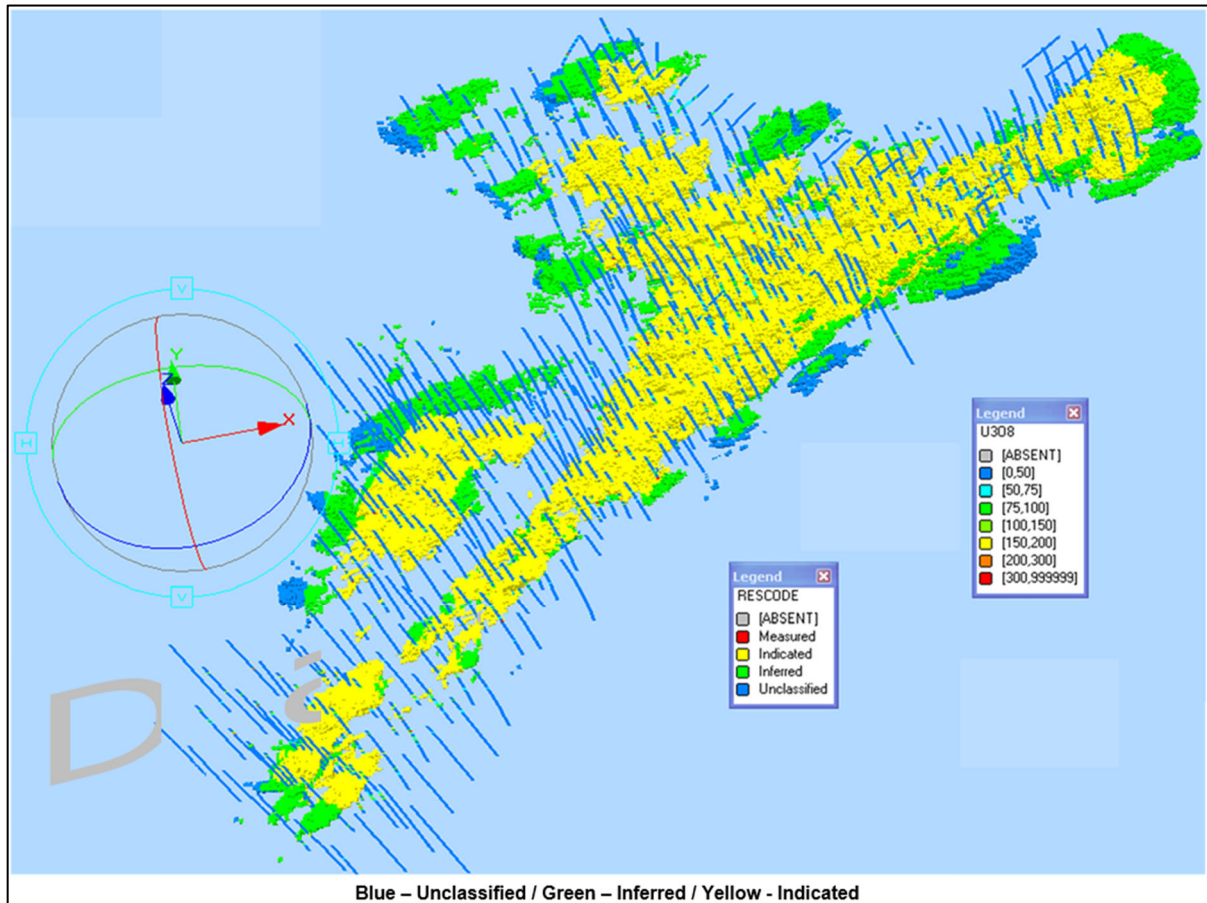 V
Y
Z
X
H
H
V
Legend
U3O8
[ABSENT]
[0,50]
[50,75]
[75,100]
[100,150]
[150,200]
[200,300]
[300,999999]
Legend
RESCODE
[ABSENT]
Measured
Indicated
Inferred
Unclassified
D
Blue – Unclassified / Green – Inferred / Yellow - Indicated